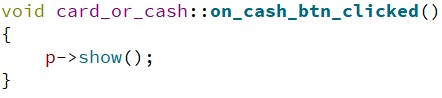 void card_or_cash::on_cash_btn_clicked()
{
    p->show();
}